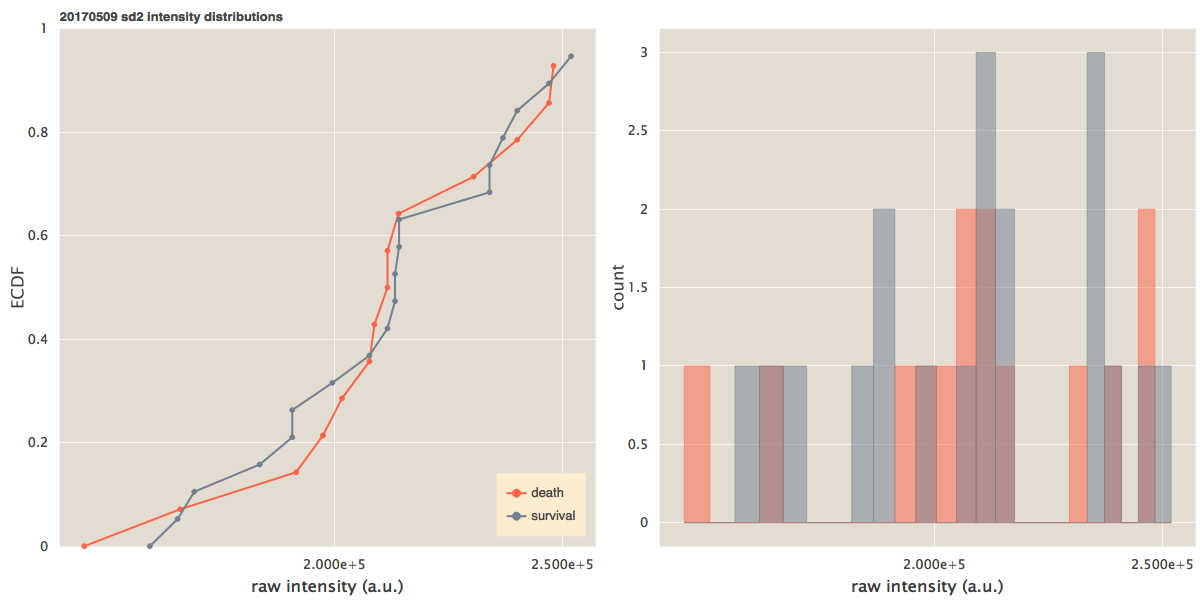 20170509 sd2 intensity distributions
1
0.8
0.6
0.4
0.2
0
ECDF
2.000e+5
2.500e+5
raw intensity (a.u.)
death
survival
3
2.5
2
1.5
1
0.5
0
count
2.000e+5
2.500e+5
raw intensity (a.u.)